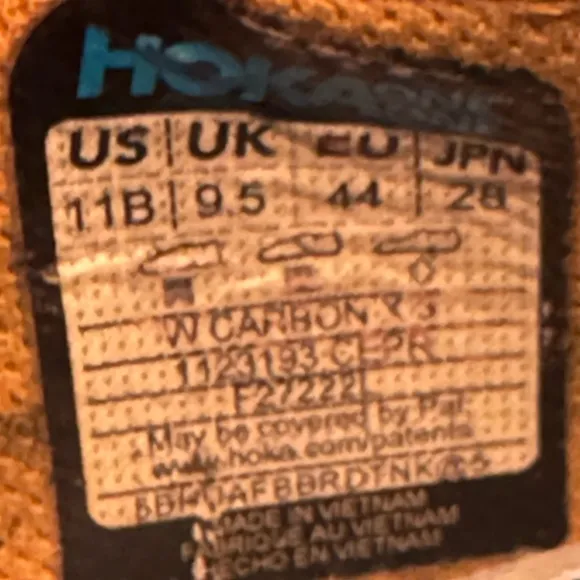 HOKA ONE ONE
US UK EU JPN
11B 9.5 44 28
W CARBON X 3
1123193 CEPR
F27222
May be covered by Pat.
www.hoka.com/patents
MADE IN VIETNAM
FABRIQUE AU VIETNAM
HECHO EN VIETNAM